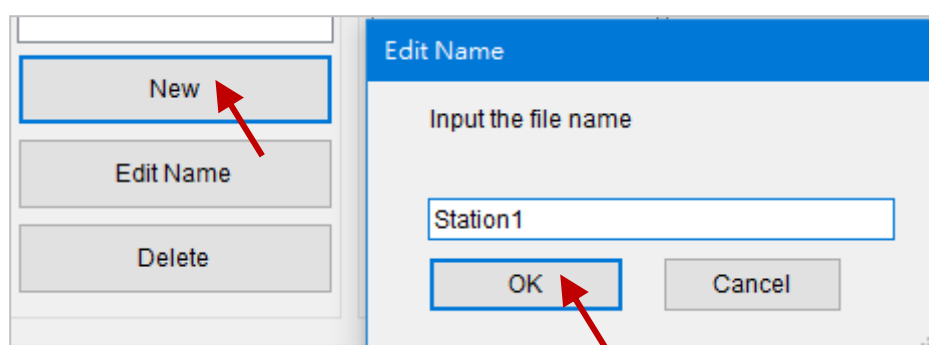 New
Edit Name
Delete
Edit Name
Input the file name
Station1
OK
Cancel